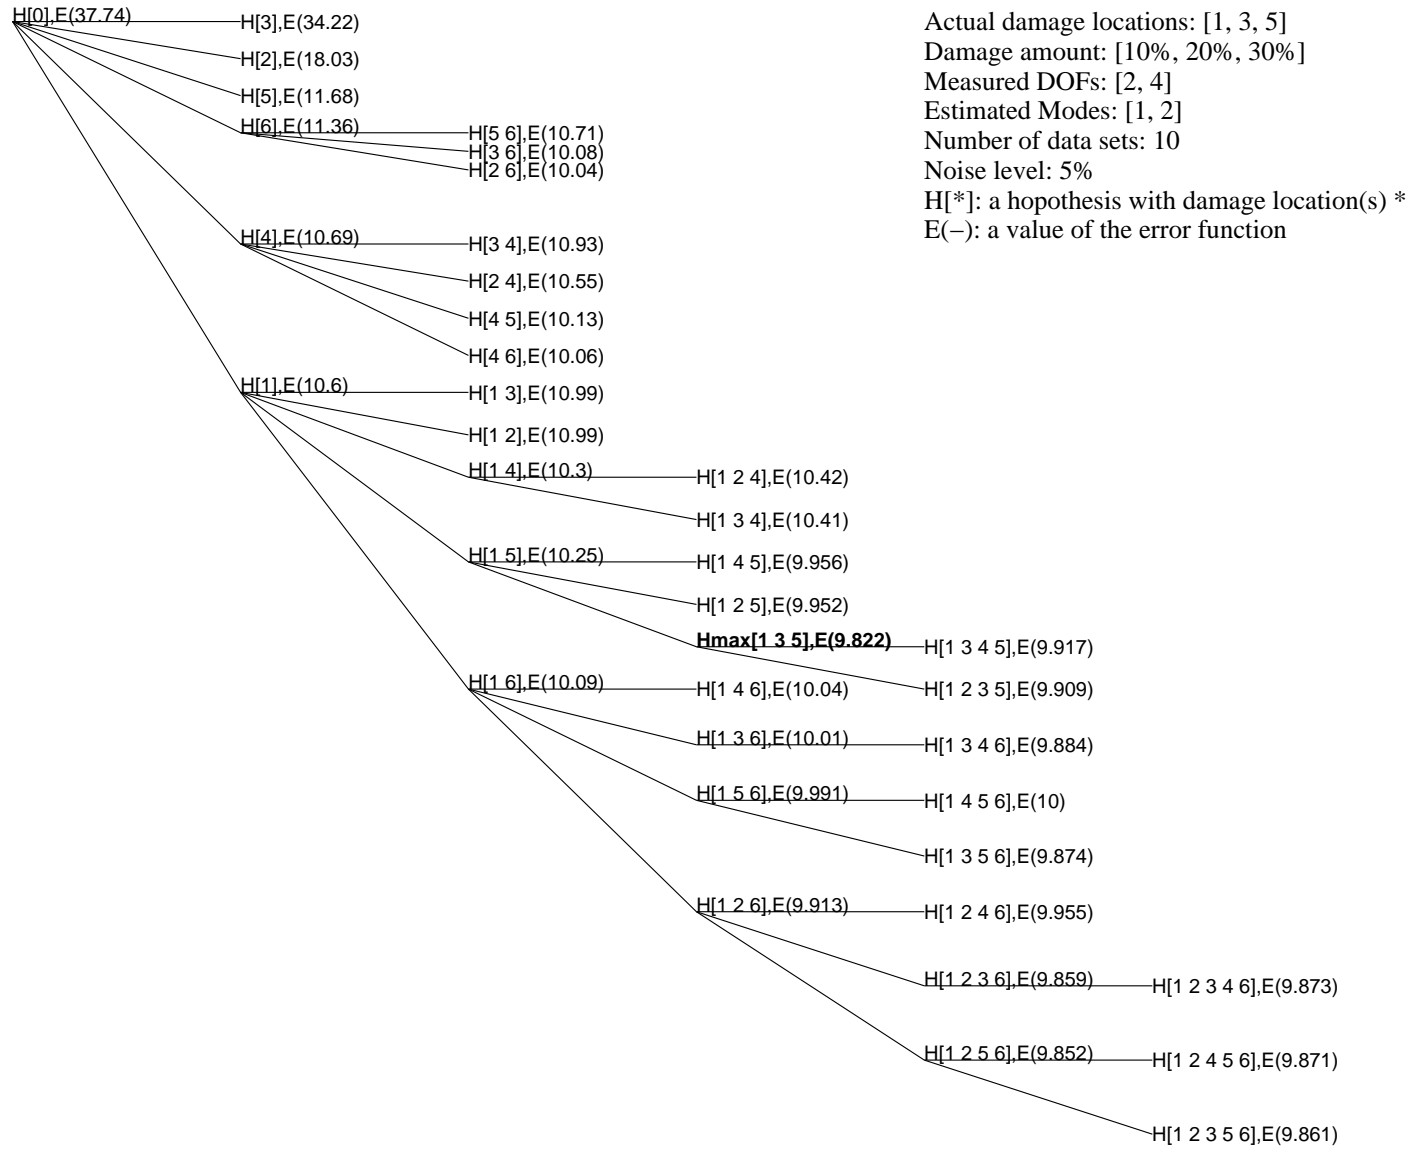 H[0],E(37.74)
H[3],E(34.22)
H[2],E(18.03)
H[5],E(11.68)
H[6],E(11.36)
H[5 6],E(10.71)
H[3 6],E(10.08)
H[2 6],E(10.04)
H[4],E(10.69)
H[3 4],E(10.93)
H[2 4],E(10.55)
H[4 5],E(10.13)
H[4 6],E(10.06)
H[1],E(10.6)
H[1 3],E(10.99)
H[1 2],E(10.99)
H[1 4],E(10.3)
H[1 2 4],E(10.42)
H[1 3 4],E(10.41)
H[1 5],E(10.25)
H[1 4 5],E(9.956)
H[1 2 5],E(9.952)
Hmax[1 3 5],E(9.822)
H[1 3 4 5],E(9.917)
H[1 2 3 5],E(9.909)
H[1 6],E(10.09)
H[1 4 6],E(10.04)
H[1 3 6],E(10.01)
H[1 3 4 6],E(9.884)
H[1 5 6],E(9.991)
H[1 4 5 6],E(10)
H[1 3 5 6],E(9.874)
H[1 2 6],E(9.913)
H[1 2 4 6],E(9.955)
H[1 2 3 6],E(9.859)
H[1 2 3 4 6],E(9.873)
H[1 2 5 6],E(9.852)
H[1 2 4 5 6],E(9.871)
H[1 2 3 5 6],E(9.861)
Actual damage locations: [1, 3, 5]
Damage amount: [10%, 20%, 30%]
Measured DOFs: [2, 4]
Estimated Modes: [1, 2]
Number of data sets: 10
Noise level: 5%
H[*]: a hopothesis with damage location(s) *
E(–): a value of the error function